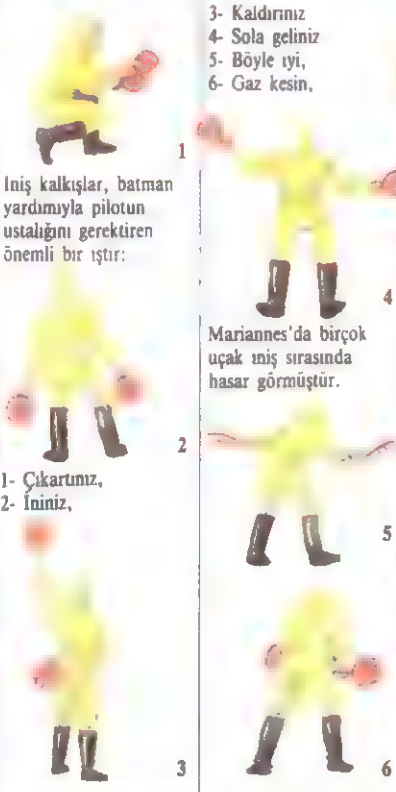 1
İniş kalkışlar, batman
yardımıyla pilotun
ustalığını gerektiren
önemli bir iştir:
2
1- Çıkartınız,
2- İniniz,
3
3- Kaldırınız
4- Sola geliniz
5- Böyle iyi,
6- Gaz kesin,
4
Mariannes'da birçok
uçak iniş sırasında
hasar görmüştür.
5
6